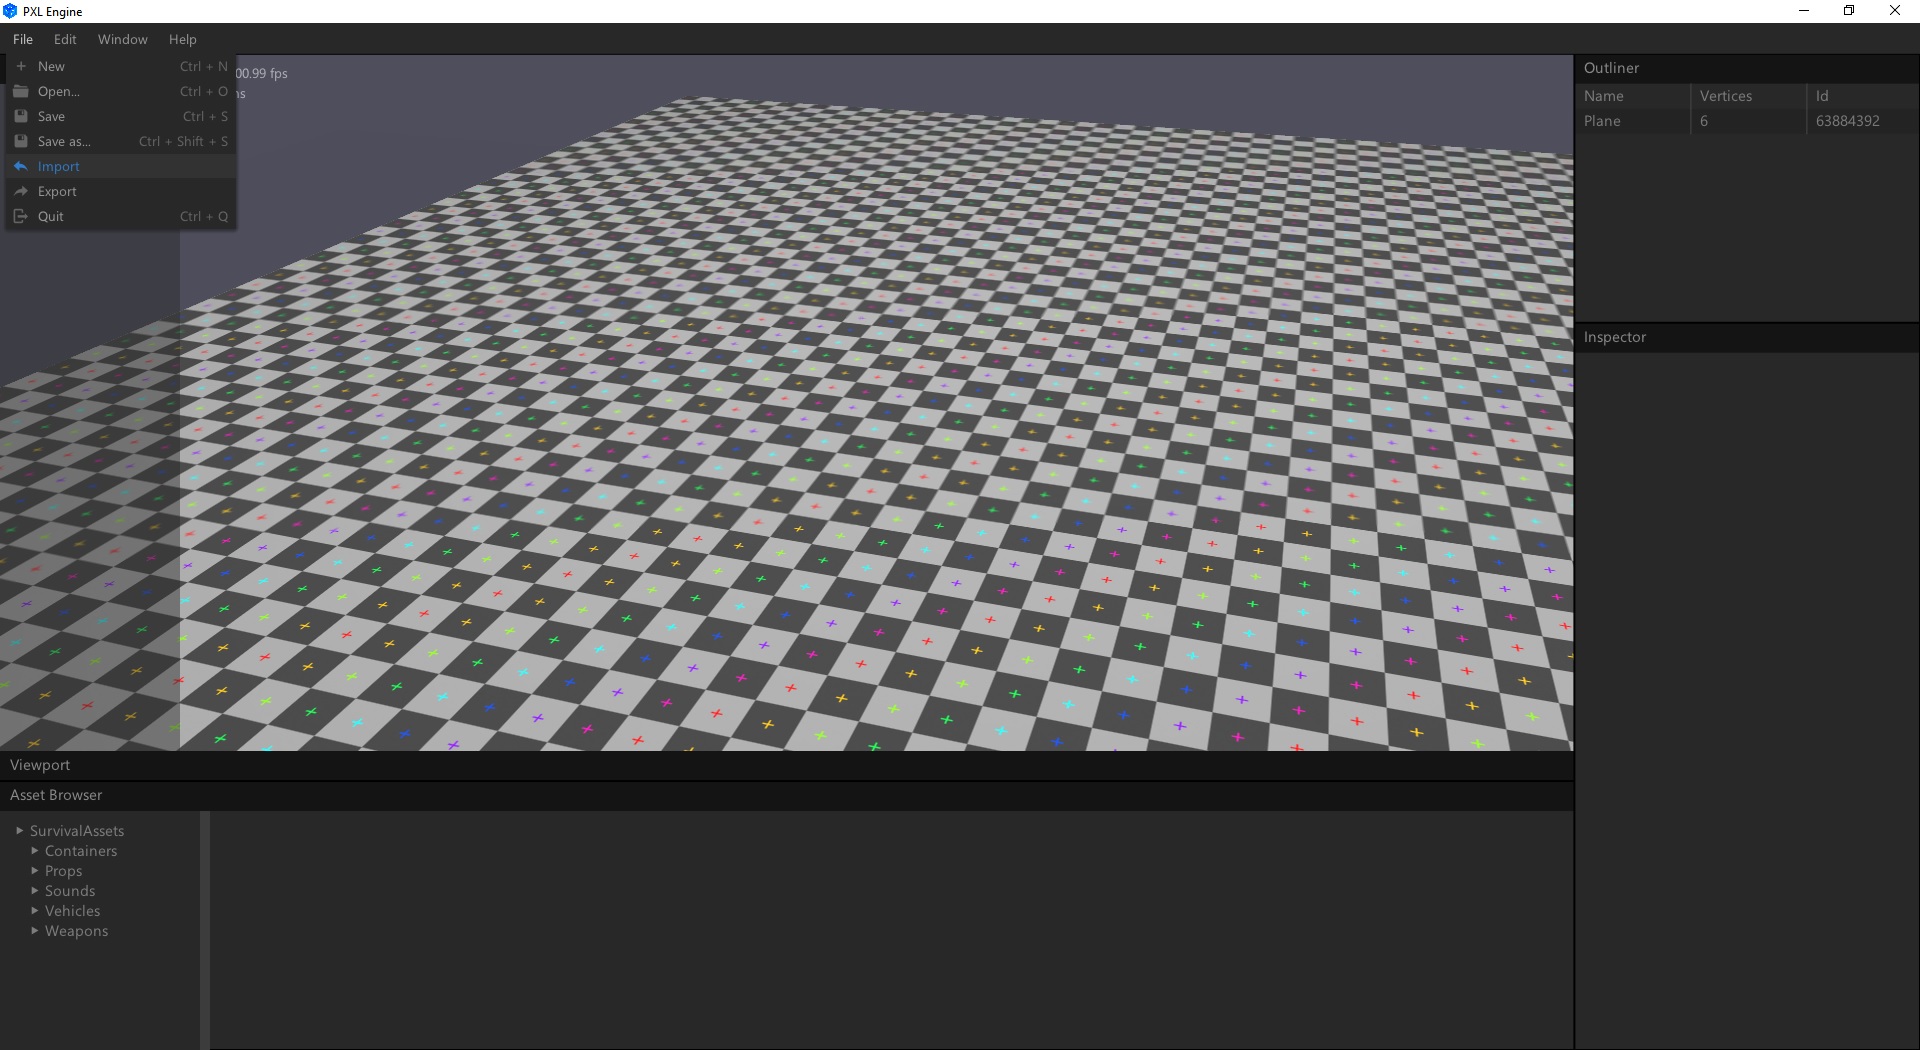 PXL Engine
File Edit Window Help
New Ctrl + N
Open... Ctrl + O
Save Ctrl + S
Save as... Ctrl + Shift + S
Import
Export
Quit Ctrl + Q
00.99 fps
Outliner
Name Vertices Id
Plane 6 63884392
Inspector
Viewport
Asset Browser
SurvivalAssets
Containers
Props
Sounds
Vehicles
Weapons